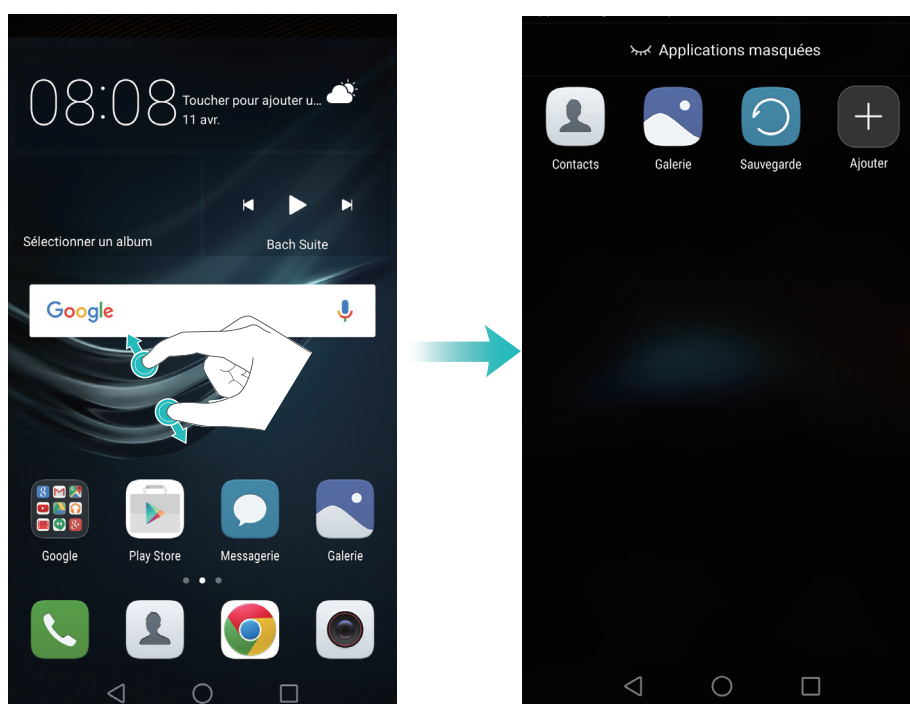 08:08
Toucher pour ajouter u...
11 avr.
Sélectionner un album
Bach Suite
Google
Google
Play Store
Messagerie
Galerie
Applications masquées
Contacts
Galerie
Sauvegarde
Ajouter